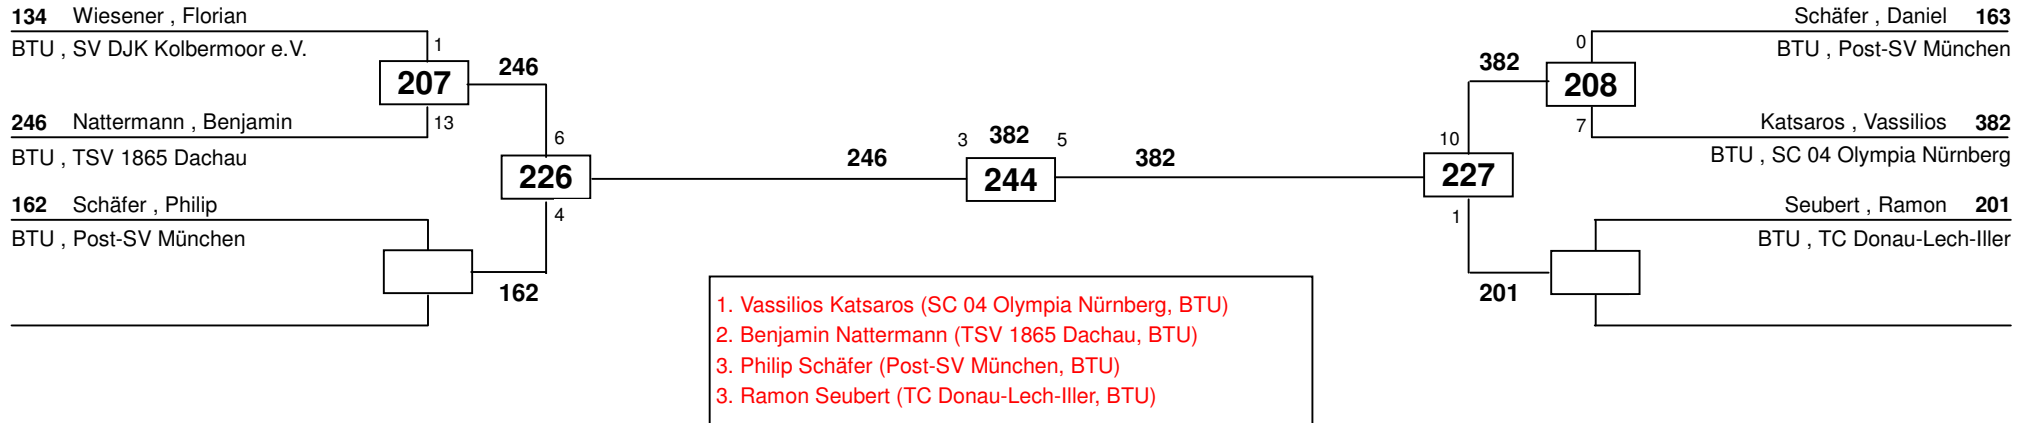 134 Wiesener , Florian
BTU , SV DJK Kolbermoor e.V.
1
207
246
13
246 Nattermann , Benjamin
BTU , TSV 1865 Dachau
6
226
4
162 Schäfer , Philip
BTU , Post-SV München
162
246
3 382 5
244
382
Schäfer , Daniel 163
BTU , Post-SV München
0
382
208
7
Katsaros , Vassilios 382
BTU , SC 04 Olympia Nürnberg
10
227
1
Seubert , Ramon 201
BTU , TC Donau-Lech-Iller
201
1. Vassilios Katsaros (SC 04 Olympia Nürnberg, BTU)
2. Benjamin Nattermann (TSV 1865 Dachau, BTU)
3. Philip Schäfer (Post-SV München, BTU)
3. Ramon Seubert (TC Donau-Lech-Iller, BTU)